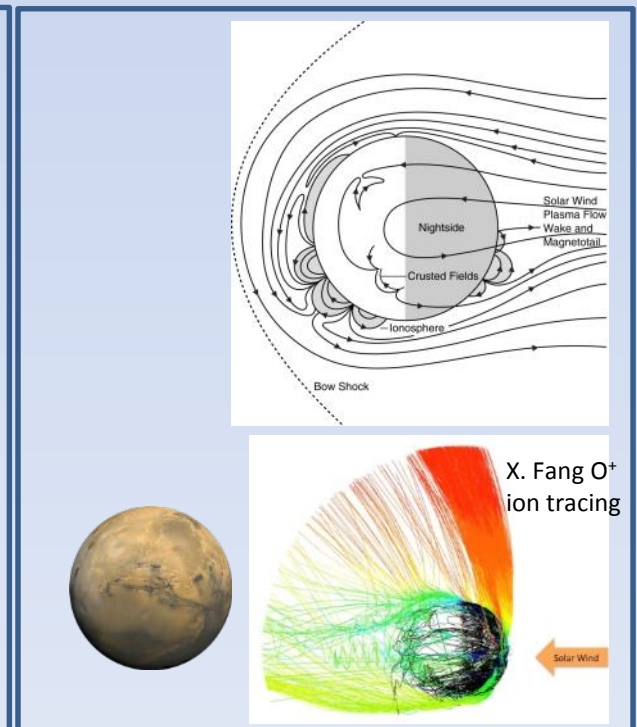 Solar Wind
Plasma Flow
Wake and
Magnetotail
Nightside
Crusted Fields
Ionosphere
Bow Shock
X. Fang O⁺
ion tracing
Solar Wind